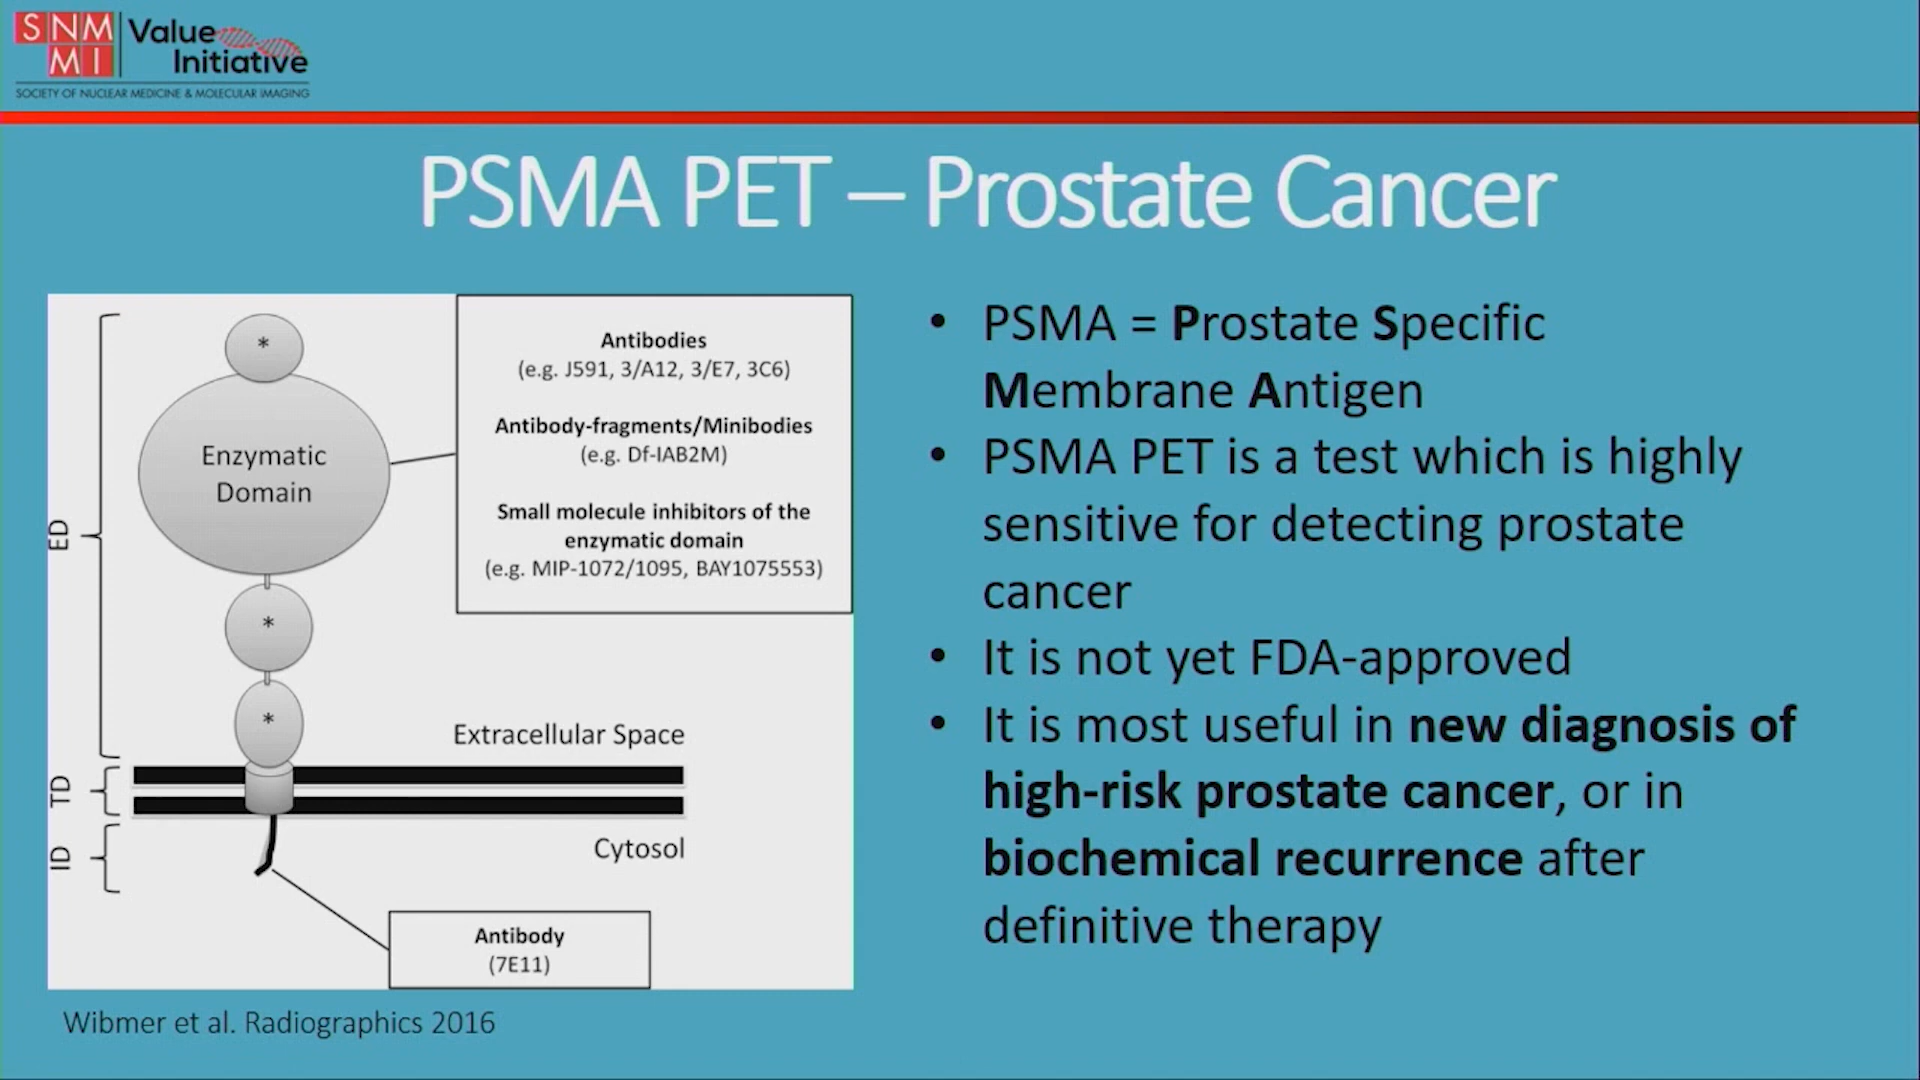 SNM
MI
Value
Initiative
SOCIETY OF NUCLEAR MEDICINE & MOLECULAR IMAGING
PSMA PET – Prostate Cancer
*
Enzymatic
Domain
*
*
ED
TD
ID
Antibodies
(e.g. J591, 3/A12, 3/E7, 3C6)
Antibody-fragments/Minibodies
(e.g. Df-IAB2M)
Small molecule inhibitors of the
enzymatic domain
(e.g. MIP-1072/1095, BAY1075553)
Extracellular Space
Cytosol
Antibody
(7E11)
Wibmer et al. Radiographics 2016
• PSMA = Prostate Specific
Membrane Antigen
• PSMA PET is a test which is highly
sensitive for detecting prostate
cancer
• It is not yet FDA-approved
• It is most useful in new diagnosis of
high-risk prostate cancer, or in
biochemical recurrence after
definitive therapy